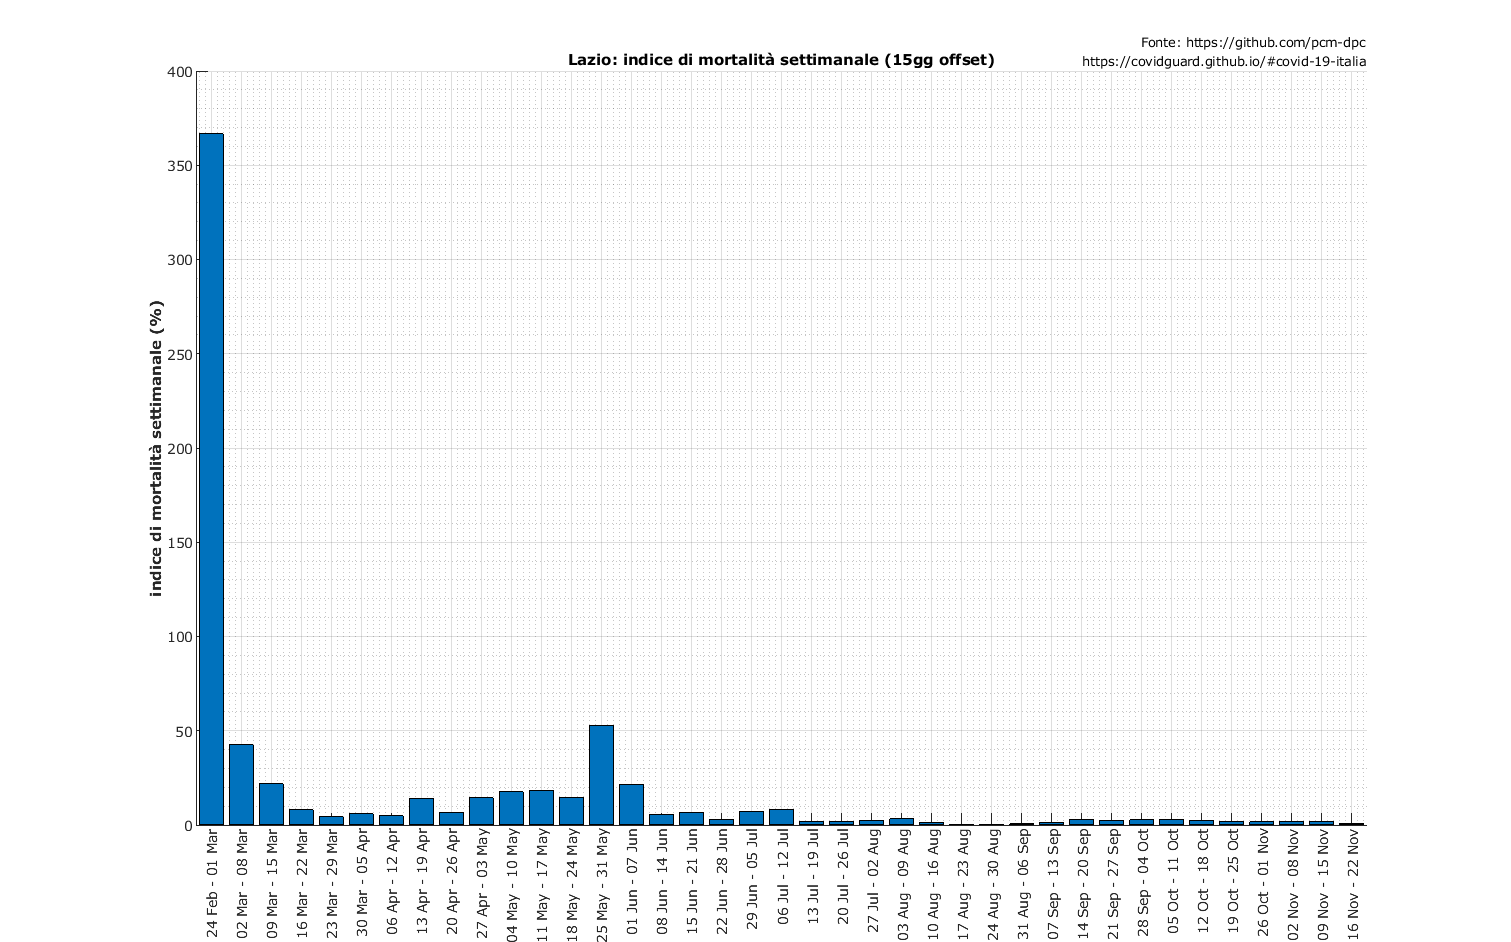 Fonte: https://github.com/pcm-dpc
Lazio: indice di mortalità settimanale (15gg offset)
https://covidguard.github.io/#covid-19-italia
indice di mortalità settimanale (%)
400
350
300
250
200
150
100
50
0
24 Feb - 01 Mar
02 Mar - 08 Mar
09 Mar - 15 Mar
16 Mar - 22 Mar
23 Mar - 29 Mar
30 Mar - 05 Apr
06 Apr - 12 Apr
13 Apr - 19 Apr
20 Apr - 26 Apr
27 Apr - 03 May
04 May - 10 May
11 May - 17 May
18 May - 24 May
25 May - 31 May
01 Jun - 07 Jun
08 Jun - 14 Jun
15 Jun - 21 Jun
22 Jun - 28 Jun
29 Jun - 05 Jul
06 Jul - 12 Jul
13 Jul - 19 Jul
20 Jul - 26 Jul
27 Jul - 02 Aug
03 Aug - 09 Aug
10 Aug - 16 Aug
17 Aug - 23 Aug
24 Aug - 30 Aug
31 Aug - 06 Sep
07 Sep - 13 Sep
14 Sep - 20 Sep
21 Sep - 27 Sep
28 Sep - 04 Oct
05 Oct - 11 Oct
12 Oct - 18 Oct
19 Oct - 25 Oct
26 Oct - 01 Nov
02 Nov - 08 Nov
09 Nov - 15 Nov
16 Nov - 22 Nov